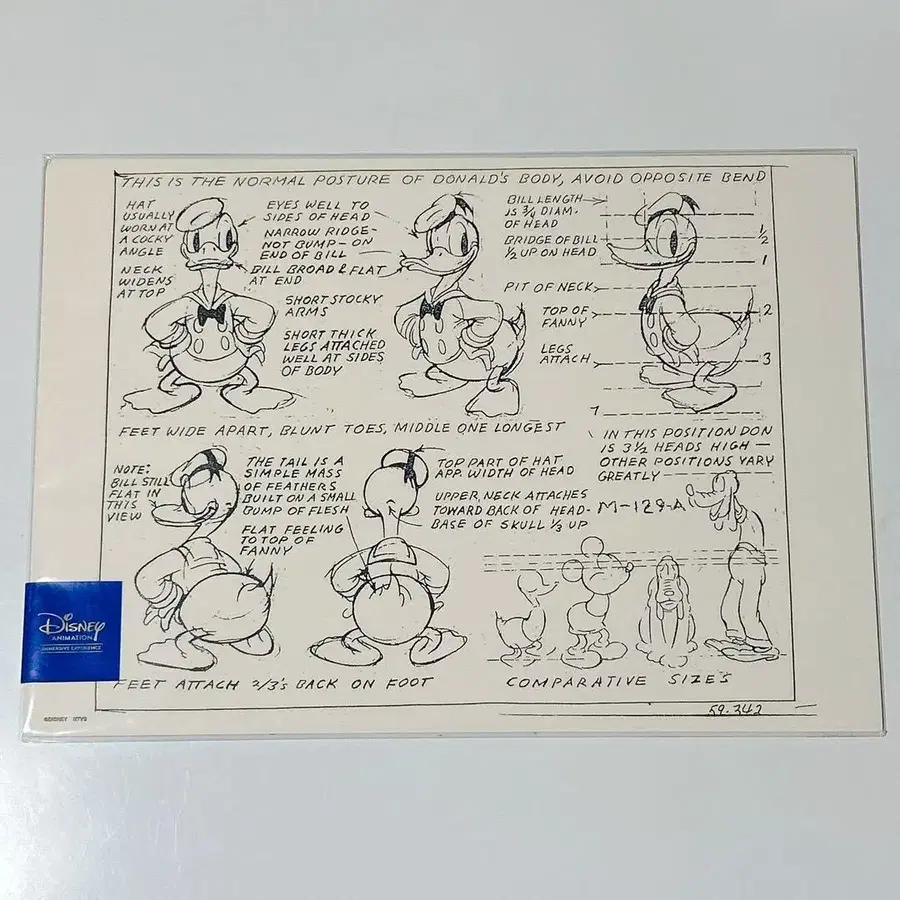 THIS IS THE NORMAL POSTURE OF DONALD'S BODY, AVOID OPPOSITE BEND
HAT
USUALLY
WORN AT
A COCKY
ANGLE
NECK
WIDENS
AT TOP
EYES WELL TO
SIDES OF HEAD
NARROW RIDGE-
NOT BUMP - ON
END OF BILL
BILL BROAD & FLAT
AT END
SHORT STOCKY
ARMS
SHORT THICK
LEGS ATTACHED
WELL AT SIDES
OF BODY
BILL LENGTH
IS 3/4 DIAM.
OF HEAD
BRIDGE OF BILL
1/2 UP ON HEAD
PIT OF NECK
TOP OF
FANNY
LEGS
ATTACH
1/2
1
2
3
FEET WIDE APART, BLUNT TOES, MIDDLE ONE LONGEST
IN THIS POSITION DON
IS 3 1/2 HEADS HIGH —
OTHER POSITIONS VARY
GREATLY —
NOTE:
BILL STILL
FLAT IN
THIS
VIEW
THE TAIL IS A
SIMPLE MASS
OF FEATHERS
BUILT ON A SMALL
BUMP OF FLESH
FLAT FEELING
TO TOP OF
FANNY
TOP PART OF HAT
APP. WIDTH OF HEAD
UPPER NECK ATTACHES
TOWARD BACK OF HEAD-
BASE OF SKULL 1/3 UP
M-129-A
FEET ATTACH 2/3'S BACK ON FOOT
COMPARATIVE SIZE'S
59.242
Disney
ANIMATION
IMMERSIVE EXPERIENCE
©DISNEY